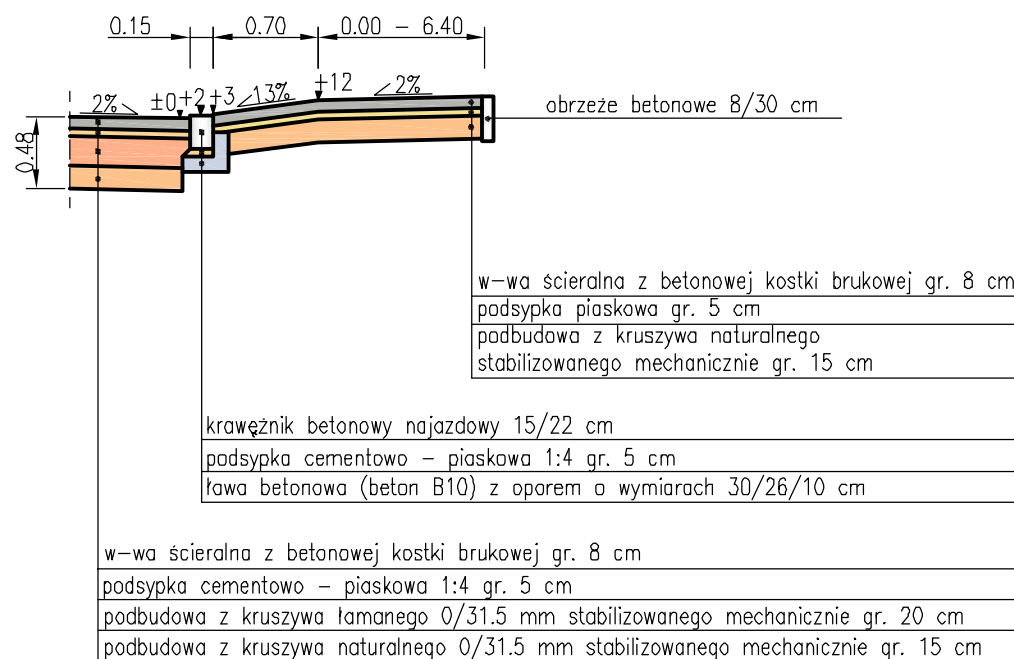 0.15 0.70 0.00 – 6.40
2% ±0 +2 +3 13% +12 2%
0.48
obrzeże betonowe 8/30 cm
w–wa ścieralna z betonowej kostki brukowej gr. 8 cm
podsypka piaskowa gr. 5 cm
podbudowa z kruszywa naturalnego
stabilizowanego mechanicznie gr. 15 cm
krawężnik betonowy najazdowy 15/22 cm
podsypka cementowo – piaskowa 1:4 gr. 5 cm
ława betonowa (beton B10) z oporem o wymiarach 30/26/10 cm
w–wa ścieralna z betonowej kostki brukowej gr. 8 cm
podsypka cementowo – piaskowa 1:4 gr. 5 cm
podbudowa z kruszywa łamanego 0/31.5 mm stabilizowanego mechanicznie gr. 20 cm
podbudowa z kruszywa naturalnego 0/31.5 mm stabilizowanego mechanicznie gr. 15 cm